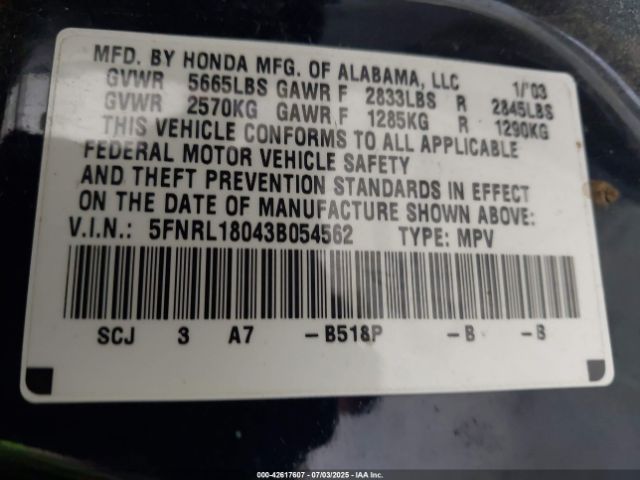 MFD. BY HONDA MFG. OF ALABAMA, LLC 1/'03
GVWR 5665LBS GAWR F 2833LBS R 2845LBS
GVWR 2570KG GAWR F 1285KG R 1290KG
THIS VEHICLE CONFORMS TO ALL APPLICABLE
FEDERAL MOTOR VEHICLE SAFETY
AND THEFT PREVENTION STANDARDS IN EFFECT
ON THE DATE OF MANUFACTURE SHOWN ABOVE:
V.I.N.: 5FNRL18043B054562 TYPE: MPV
SCJ 3 A7 -B518P -B -B
000-42617607 - 07/03/2025 - IAAI.COM